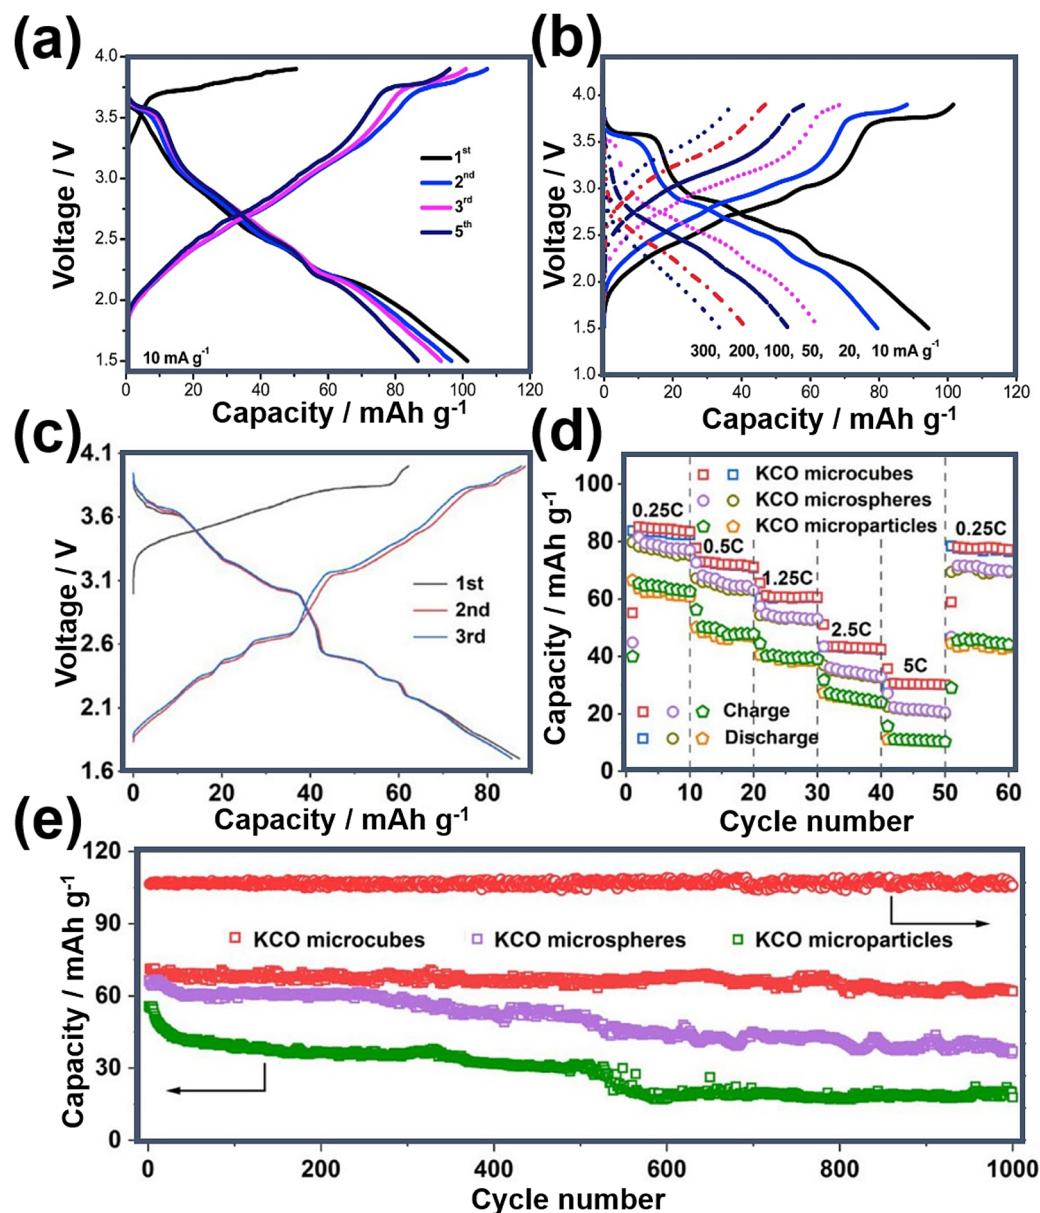 (a)
4.0
3.5
3.0
2.5
2.0
1.5
Voltage / V
1st
2nd
3rd
5th
10 mA g-1
0 20 40 60 80 100 120
Capacity / mAh g-1
(b)
4.0
3.5
3.0
2.5
2.0
1.5
1.0
Voltage / V
300, 200, 100, 50, 20, 10 mA g-1
0 20 40 60 80 100 120
Capacity / mAh g-1
(c)
4.1
3.6
3.1
2.6
2.1
1.6
Voltage / V
1st
2nd
3rd
0 20 40 60 80
Capacity / mAh g-1
(d)
100
80
60
40
20
0
Capacity / mAh g-1
KCO microcubes
KCO microspheres
KCO microparticles
0.25C
0.5C
1.25C
2.5C
5C
0.25C
Charge
Discharge
0 10 20 30 40 50 60
Cycle number
(e)
120
90
60
30
0
Capacity / mAh g-1
KCO microcubes KCO microspheres KCO microparticles
0 200 400 600 800 1000
Cycle number